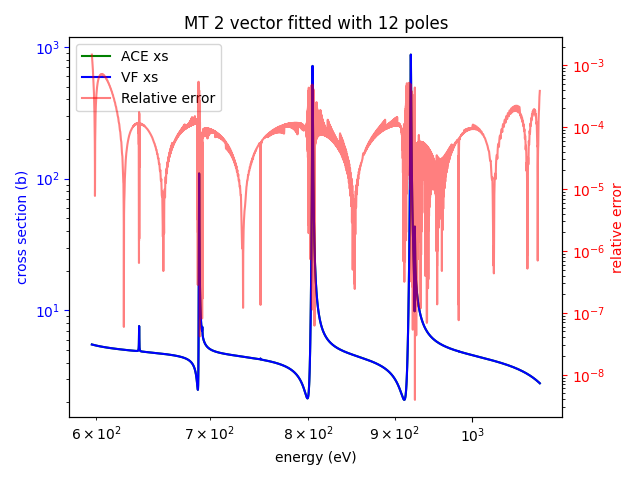 MT 2 vector fitted with 12 poles
ACE xs
VF xs
Relative error
cross section (b)
10³
10²
10¹
10⁻³
10⁻⁴
10⁻⁵
10⁻⁶
10⁻⁷
10⁻⁸
relative error
6 × 10² 7 × 10² 8 × 10² 9 × 10² 10³
energy (eV)